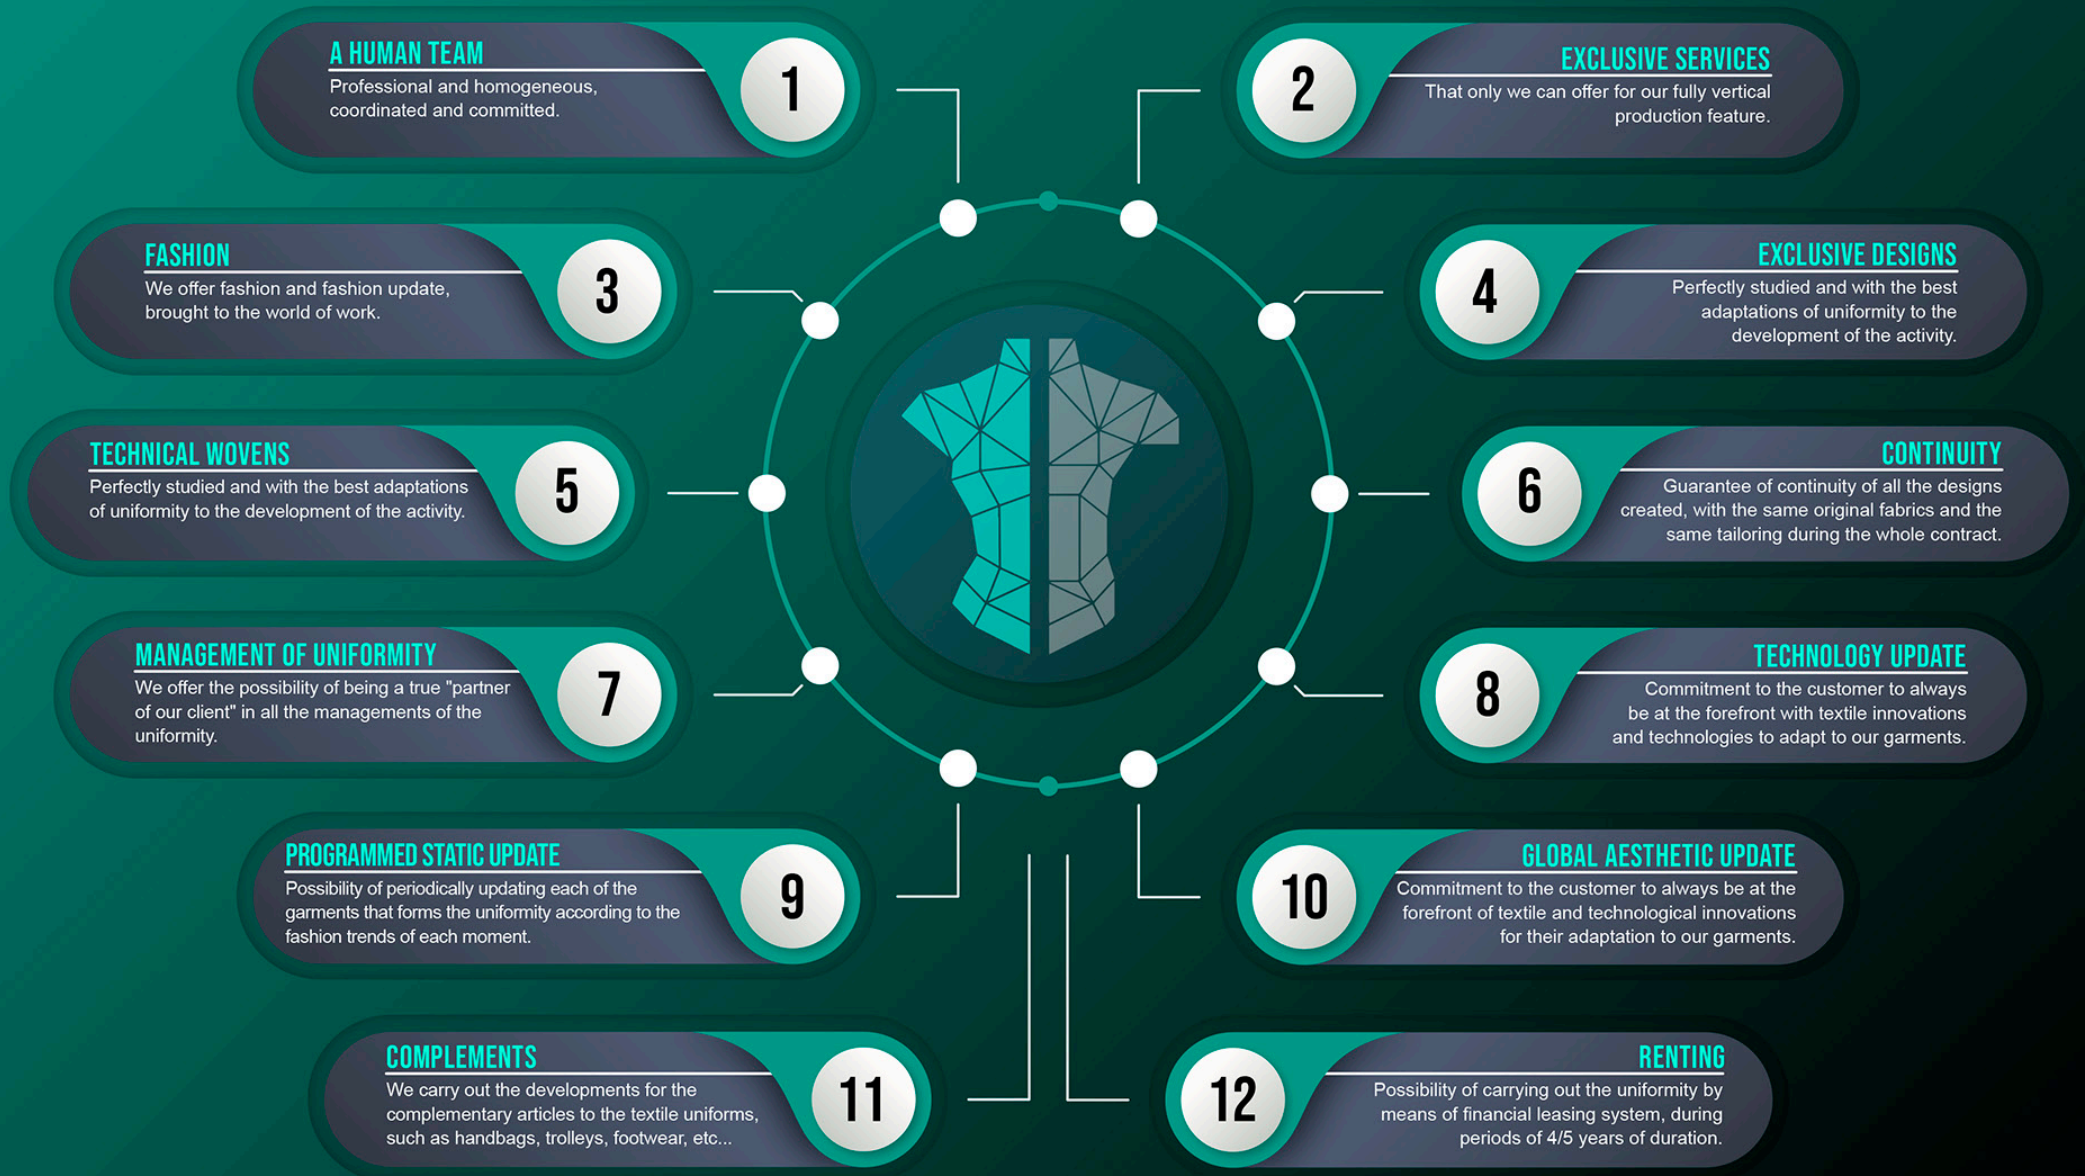 A HUMAN TEAM
Professional and homogeneous,
coordinated and committed.
1
2
EXCLUSIVE SERVICES
That only we can offer for our fully vertical
production feature.
FASHION
We offer fashion and fashion update,
brought to the world of work.
3
4
EXCLUSIVE DESIGNS
Perfectly studied and with the best
adaptations of uniformity to the
development of the activity.
TECHNICAL WOVENS
Perfectly studied and with the best adaptations
of uniformity to the development of the activity.
5
6
CONTINUITY
Guarantee of continuity of all the designs
created, with the same original fabrics and the
same tailoring during the whole contract.
MANAGEMENT OF UNIFORMITY
We offer the possibility of being a true "partner
of our client" in all the managements of the
uniformity.
7
8
TECHNOLOGY UPDATE
Commitment to the customer to always
be at the forefront with textile innovations
and technologies to adapt to our garments.
PROGRAMMED STATIC UPDATE
Possibility of periodically updating each of the
garments that forms the uniformity according to the
fashion trends of each moment.
9
10
GLOBAL AESTHETIC UPDATE
Commitment to the customer to always be at the
forefront of textile and technological innovations
for their adaptation to our garments.
COMPLEMENTS
We carry out the developments for the
complementary articles to the textile uniforms,
such as handbags, trolleys, footwear, etc...
11
12
RENTING
Possibility of carrying out the uniformity by
means of financial leasing system, during
periods of 4/5 years of duration.